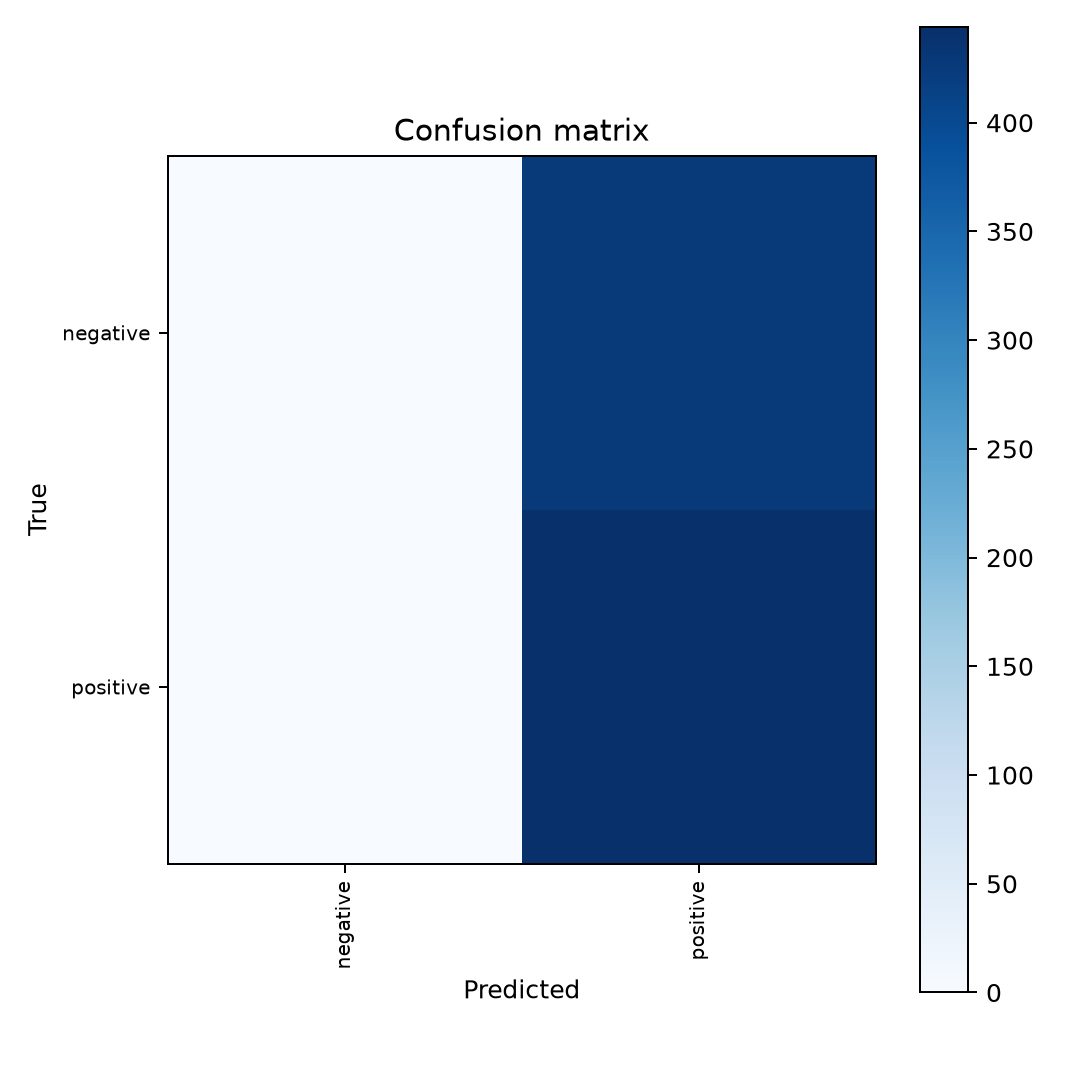 Confusion matrix
True
negative
positive
negative
positive
Predicted
400
350
300
250
200
150
100
50
0